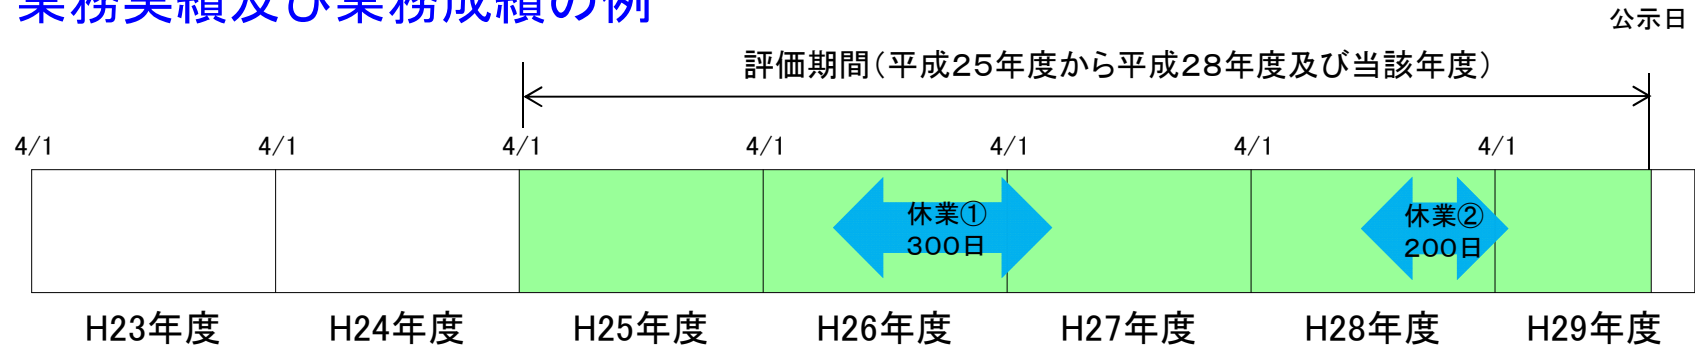 業務実績及び業務成績の例
公示日
評価期間（平成２５年度から平成２８年度及び当該年度）
4/1 4/1 4/1 4/1 4/1 4/1 4/1
休業①
300日
休業②
200日
H23年度 H24年度 H25年度 H26年度 H27年度 H28年度 H29年度